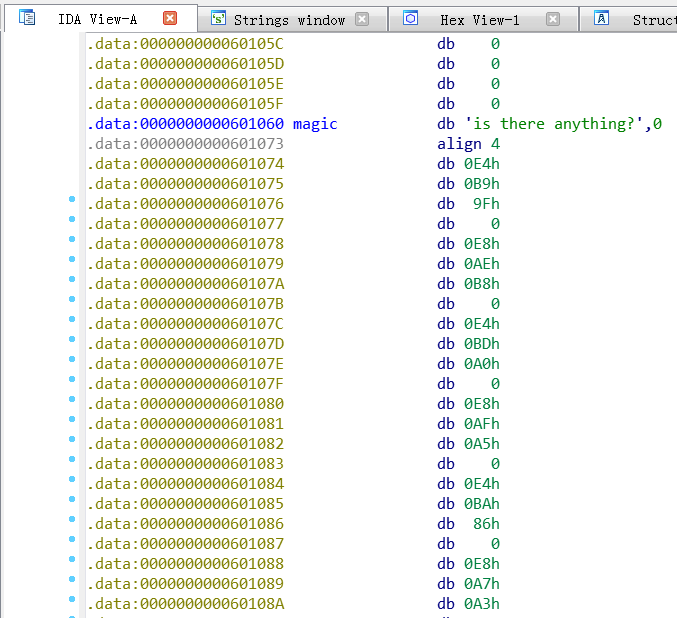 IDA View-A Strings window Hex View-1 Struct
.data:000000000060105C db 0
.data:000000000060105D db 0
.data:000000000060105E db 0
.data:000000000060105F db 0
.data:0000000000601060 magic db 'is there anything?',0
.data:0000000000601073 align 4
.data:0000000000601074 db 0E4h
.data:0000000000601075 db 0B9h
.data:0000000000601076 db 9Fh
.data:0000000000601077 db 0
.data:0000000000601078 db 0E8h
.data:0000000000601079 db 0AEh
.data:000000000060107A db 0B8h
.data:000000000060107B db 0
.data:000000000060107C db 0E4h
.data:000000000060107D db 0BDh
.data:000000000060107E db 0A0h
.data:000000000060107F db 0
.data:0000000000601080 db 0E8h
.data:0000000000601081 db 0AFh
.data:0000000000601082 db 0A5h
.data:0000000000601083 db 0
.data:0000000000601084 db 0E4h
.data:0000000000601085 db 0BAh
.data:0000000000601086 db 86h
.data:0000000000601087 db 0
.data:0000000000601088 db 0E8h
.data:0000000000601089 db 0A7h
.data:000000000060108A db 0A3h